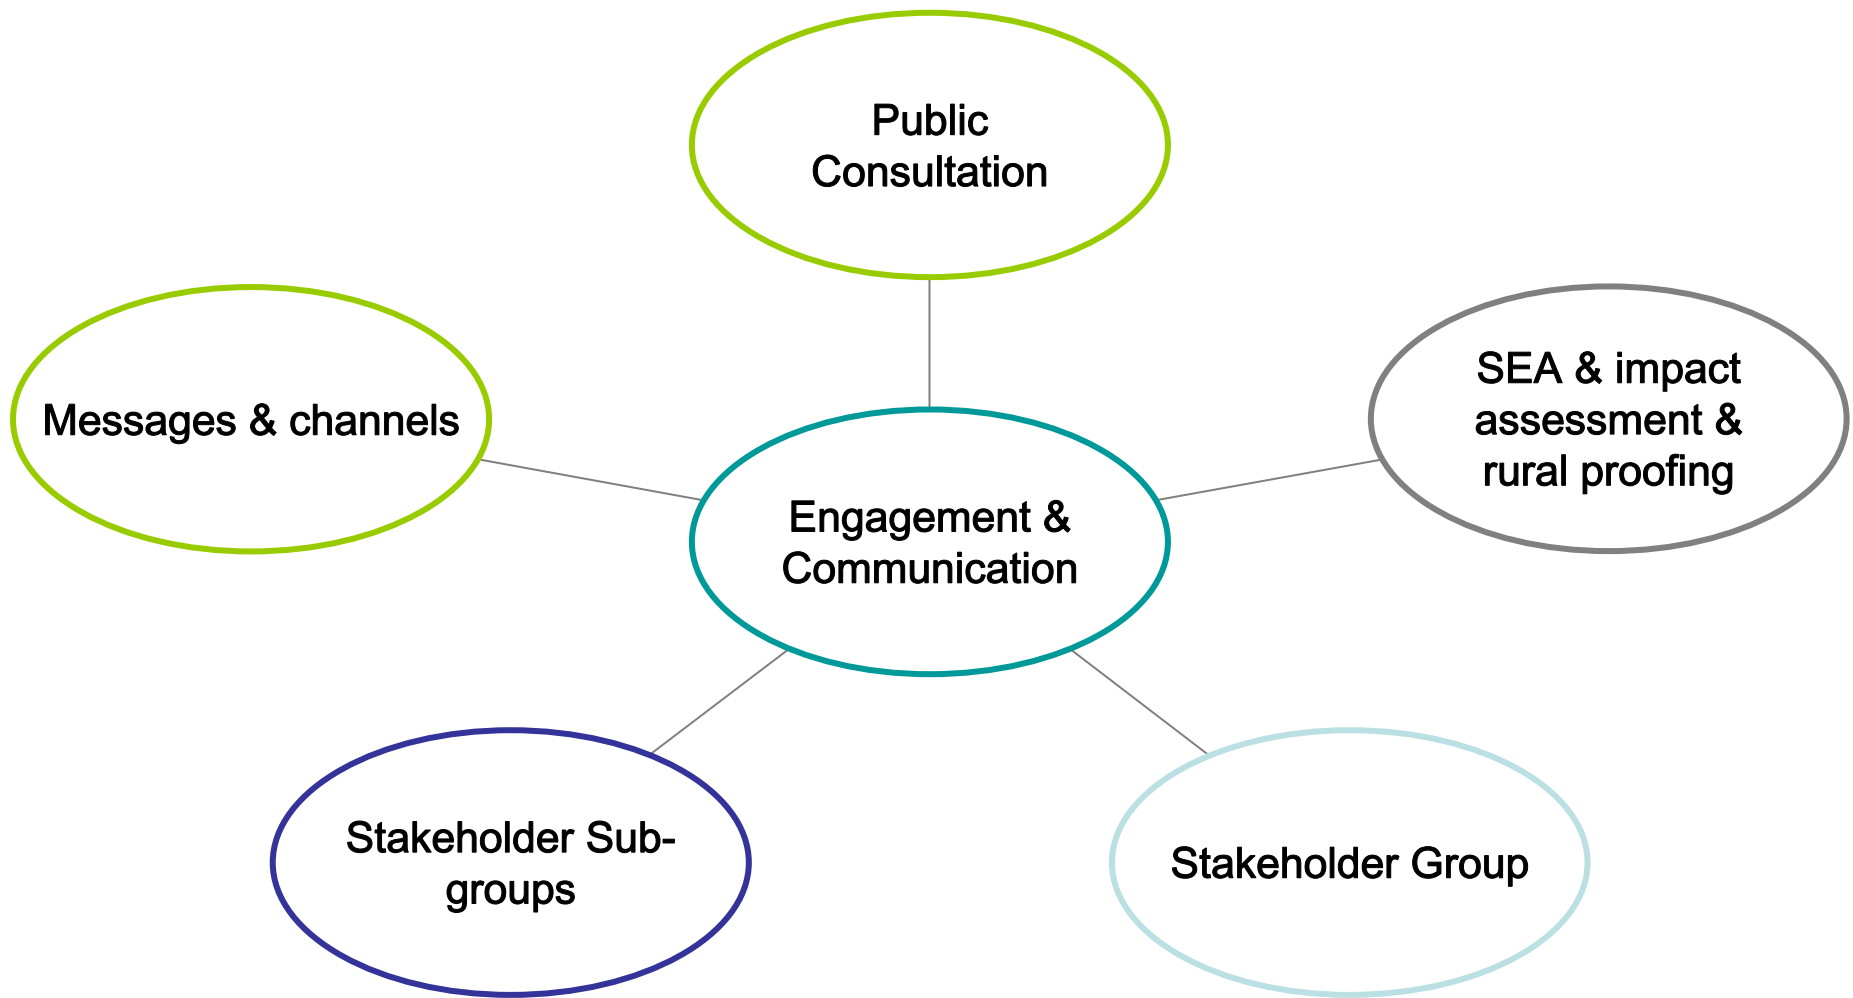 Public
Consultation
Messages & channels
SEA & impact
assessment &
rural proofing
Engagement &
Communication
Stakeholder Sub-
groups
Stakeholder Group